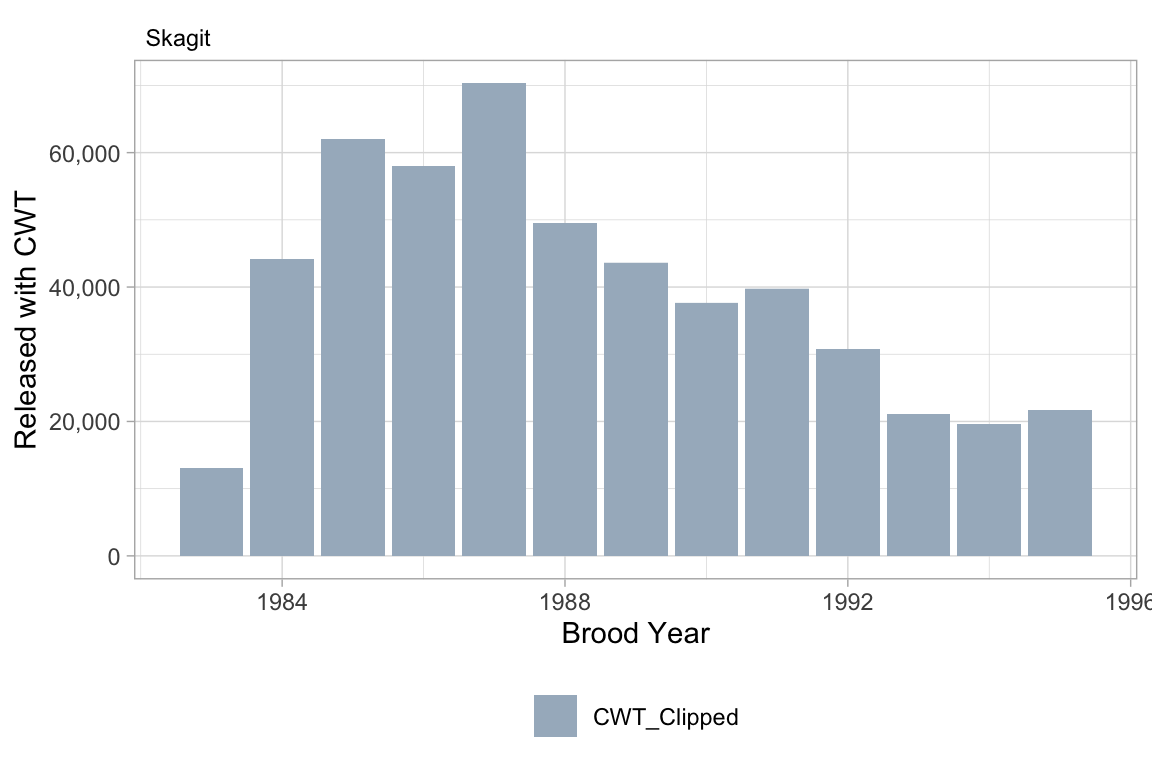 Skagit
60,000
40,000
20,000
0
Released with CWT
1984 1988 1992 1996
Brood Year
CWT_Clipped